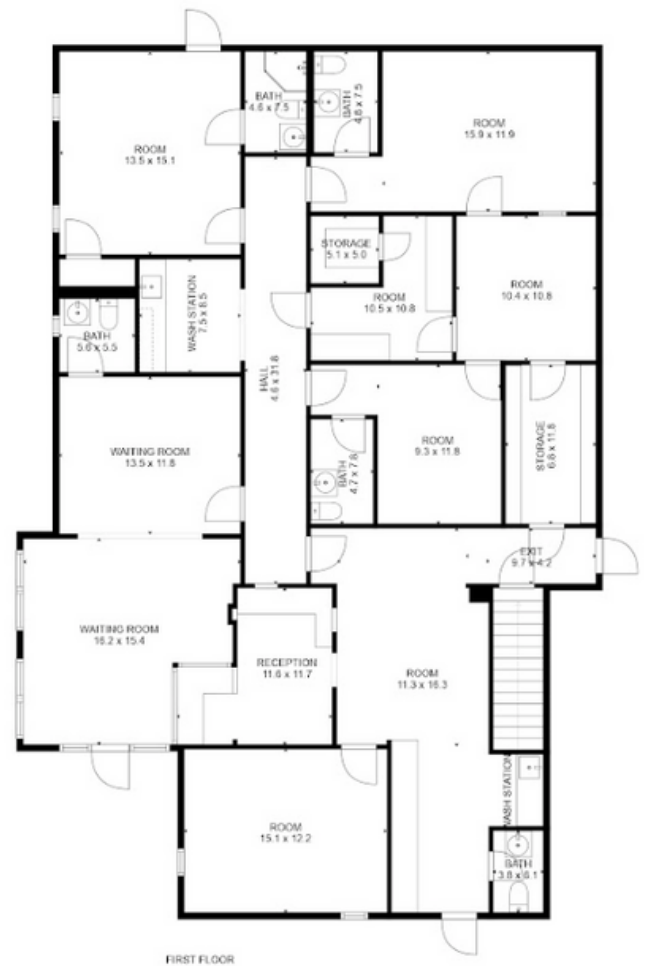 BATH
4.6 x 7.5
BATH
4.6 x 7.5
ROOM
15.9 x 11.9
ROOM
13.5 x 15.1
STORAGE
5.1 x 5.0
ROOM
10.5 x 10.8
ROOM
10.4 x 10.8
WASH STATION
7.5 x 8.5
BATH
5.6 x 5.5
HALL
4.6 x 31.8
WAITING ROOM
13.5 x 11.8
ROOM
9.3 x 11.8
STORAGE
6.8 x 11.8
BATH
4.7 x 7.8
EXIT
9.7 x 4.2
WAITING ROOM
16.2 x 15.4
RECEPTION
11.6 x 11.7
ROOM
11.3 x 16.3
WASH STATION
ROOM
15.1 x 12.2
BATH
3.8 x 6.1
FIRST FLOOR